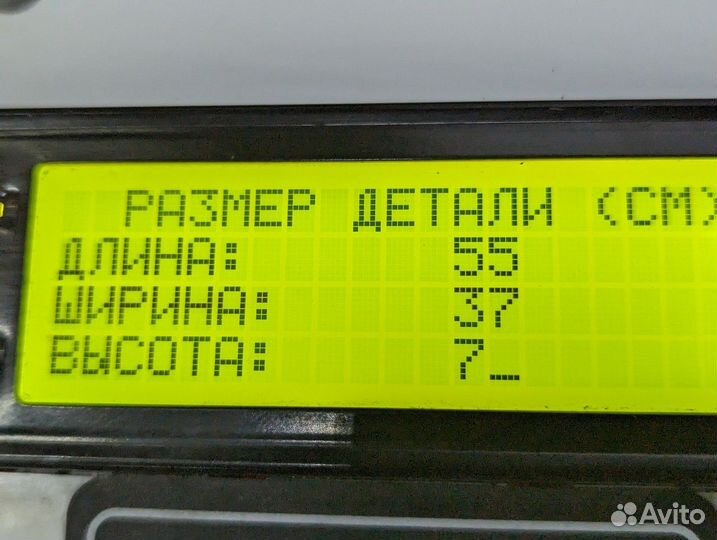 РАЗМЕР ДЕТАЛИ (СМ)
ДЛИНА: 55
ШИРИНА: 37
ВЫСОТА: 7_
Avito